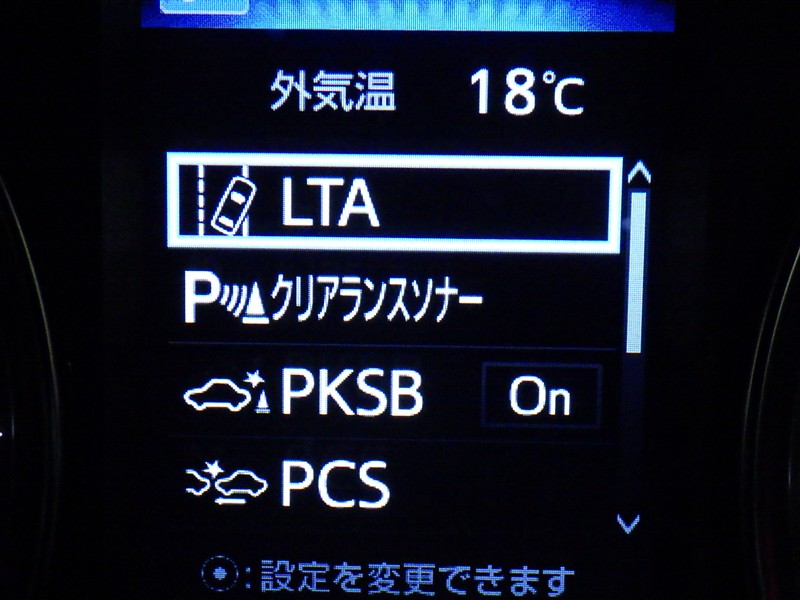 外気温 18℃
LTA
Pクリアランスソナー
PKSB On
PCS
:設定を変更できます